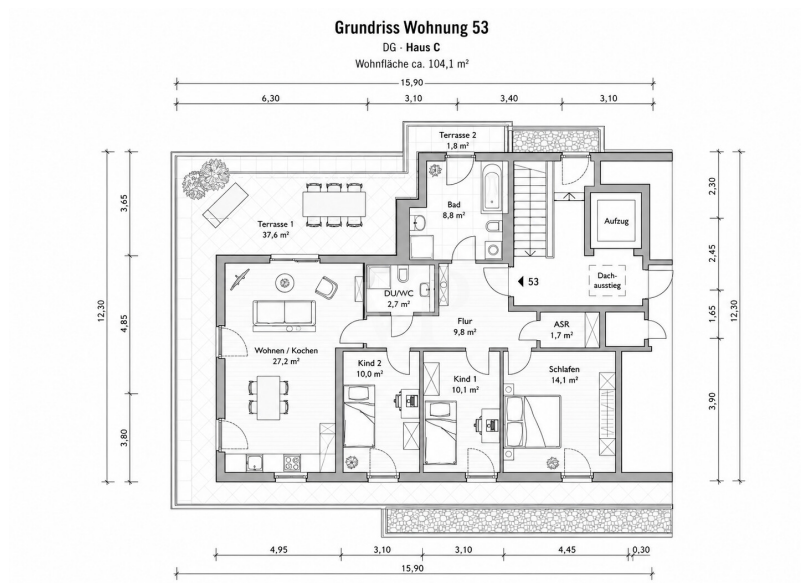 Grundriss Wohnung 53
DG · Haus C
Wohnfläche ca. 104,1 m²
15,90
6,30
3,10
3,40
3,10
Terrasse 2
1,8 m²
Bad
8,8 m²
Terrasse 1
37,6 m²
Aufzug
Dach-
ausstieg
53
DU/WC
2,7 m²
Flur
9,8 m²
ASR
1,7 m²
Wohnen / Kochen
27,2 m²
Kind 2
10,0 m²
Kind 1
10,1 m²
Schlafen
14,1 m²
3,65
4,85
3,80
12,30
2,30
2,45
1,65
3,90
12,30
4,95
3,10
3,10
4,45
0,30
15,90